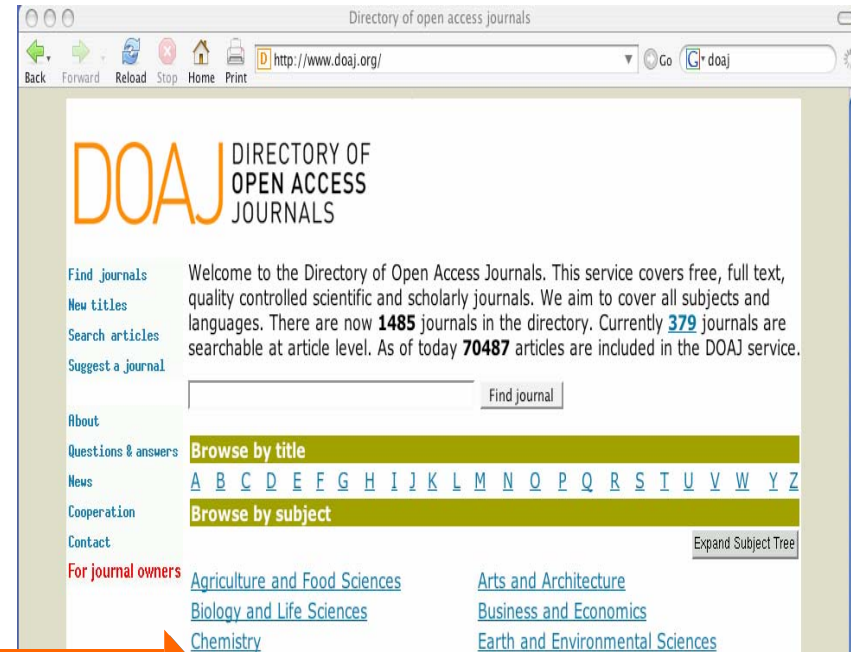 Directory of open access journals
Back Forward Reload Stop Home Print D http://www.doaj.org/ Go G doaj
DOAJ DIRECTORY OF
OPEN ACCESS
JOURNALS
Find journals
New titles
Search articles
Suggest a journal
About
Questions & answers
News
Cooperation
Contact
For journal owners
Welcome to the Directory of Open Access Journals. This service covers free, full text,
quality controlled scientific and scholarly journals. We aim to cover all subjects and
languages. There are now 1485 journals in the directory. Currently 379 journals are
searchable at article level. As of today 70487 articles are included in the DOAJ service.
Find journal
Browse by title
A B C D E F G H I J K L M N O P Q R S T U V W Y Z
Browse by subject
Expand Subject Tree
Agriculture and Food Sciences Arts and Architecture
Biology and Life Sciences Business and Economics
Chemistry Earth and Environmental Sciences